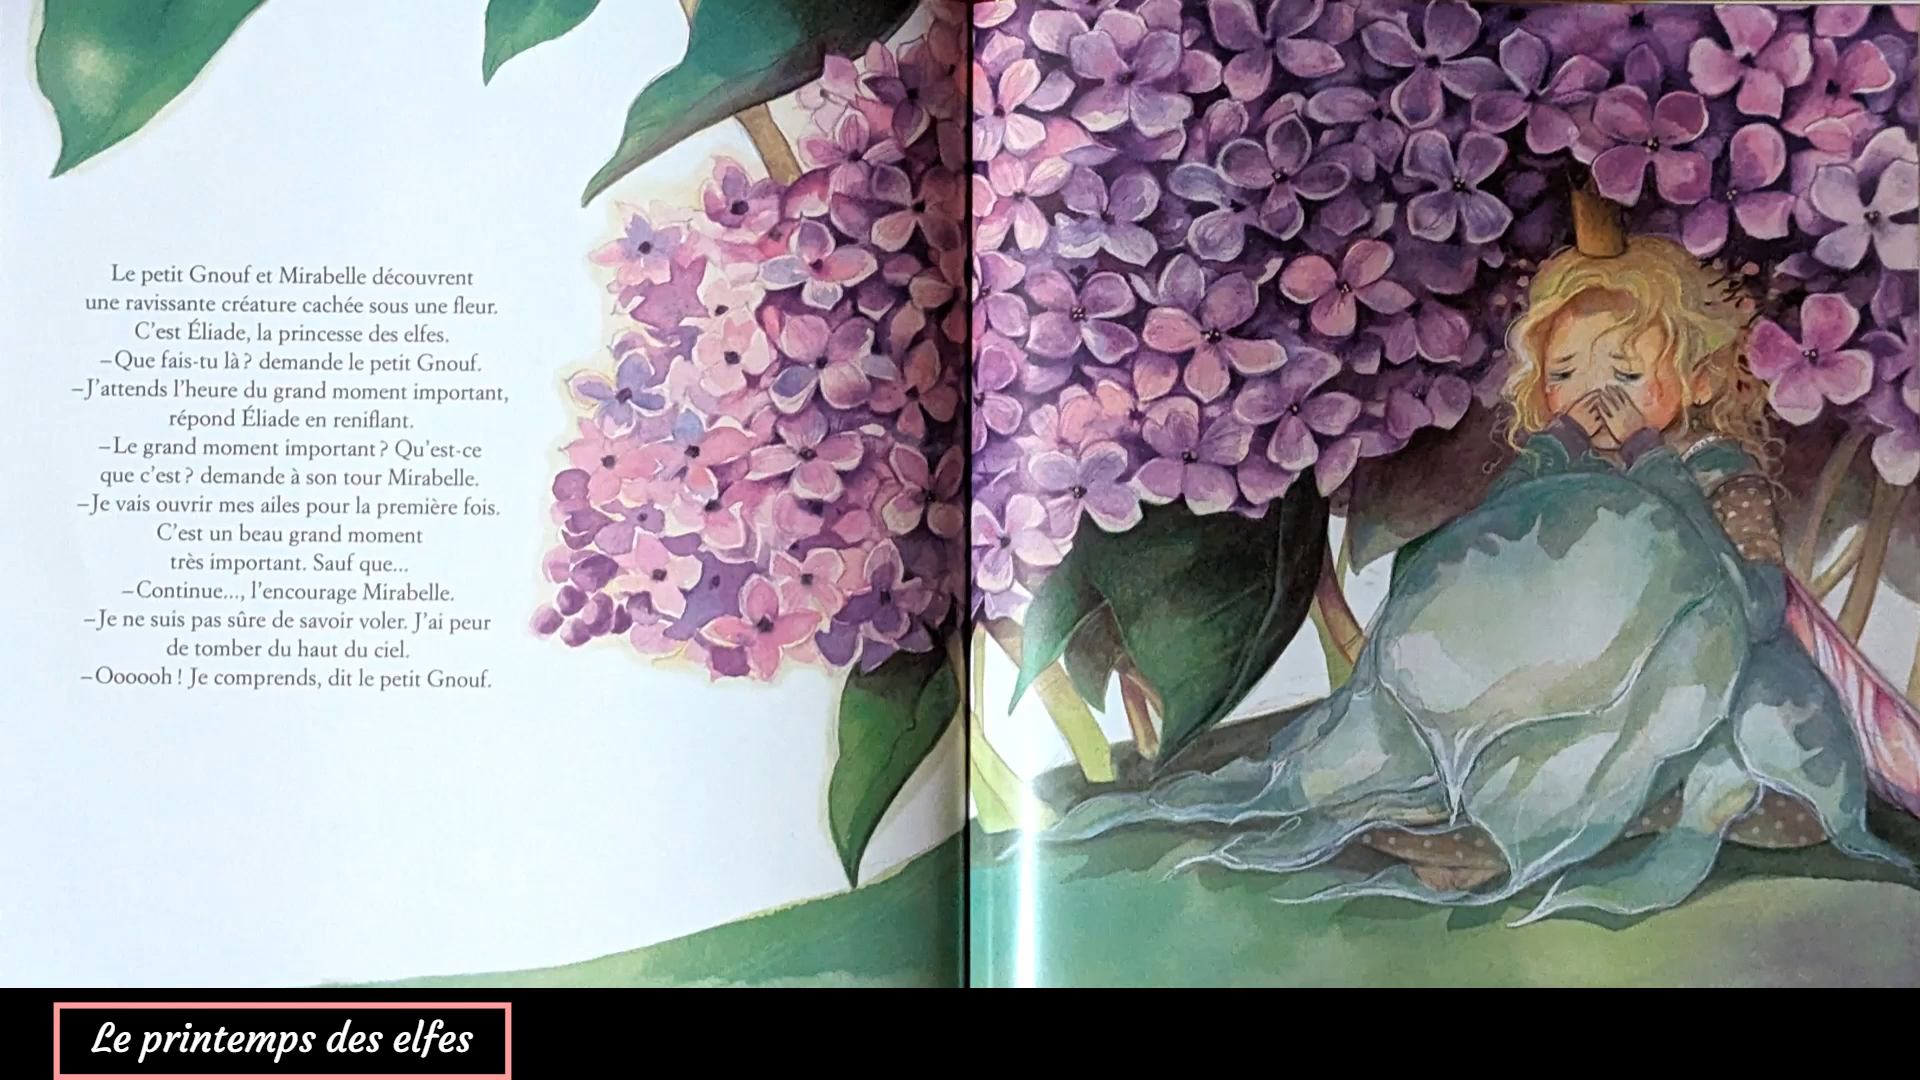 Le petit Gnouf et Mirabelle découvrent
une ravissante créature cachée sous une fleur.
C'est Éliade, la princesse des elfes.
–Que fais-tu là ? demande le petit Gnouf.
–J'attends l'heure du grand moment important,
répond Éliade en reniflant.
–Le grand moment important ? Qu'est-ce
que c'est ? demande à son tour Mirabelle.
–Je vais ouvrir mes ailes pour la première fois.
C'est un beau grand moment
très important. Sauf que...
–Continue..., l'encourage Mirabelle.
–Je ne suis pas sûre de savoir voler. J'ai peur
de tomber du haut du ciel.
–Oooooh ! Je comprends, dit le petit Gnouf.
Le printemps des elfes